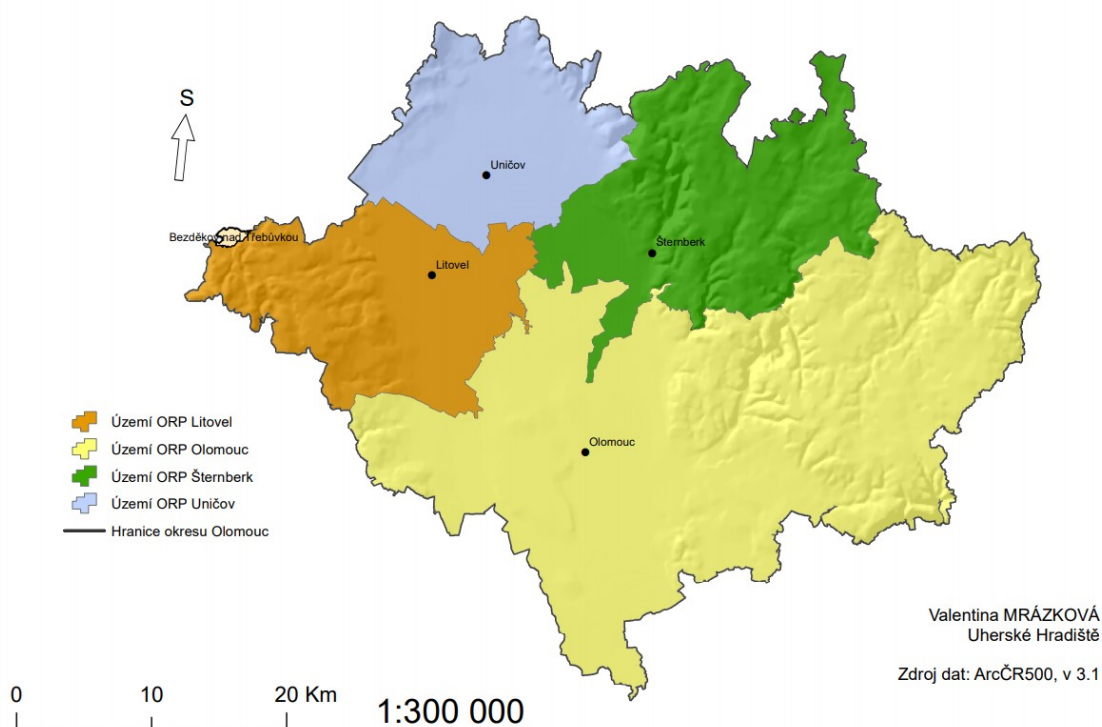 S
Uničov
Šternberk
Bezděkov nad Třebůvkou
Litovel
Olomouc
Území ORP Litovel
Území ORP Olomouc
Území ORP Šternberk
Území ORP Uničov
Hranice okresu Olomouc
Valentina MRÁZKOVÁ
Uherské Hradiště
Zdroj dat: ArcČR500, v 3.1
0 10 20 Km
1:300 000